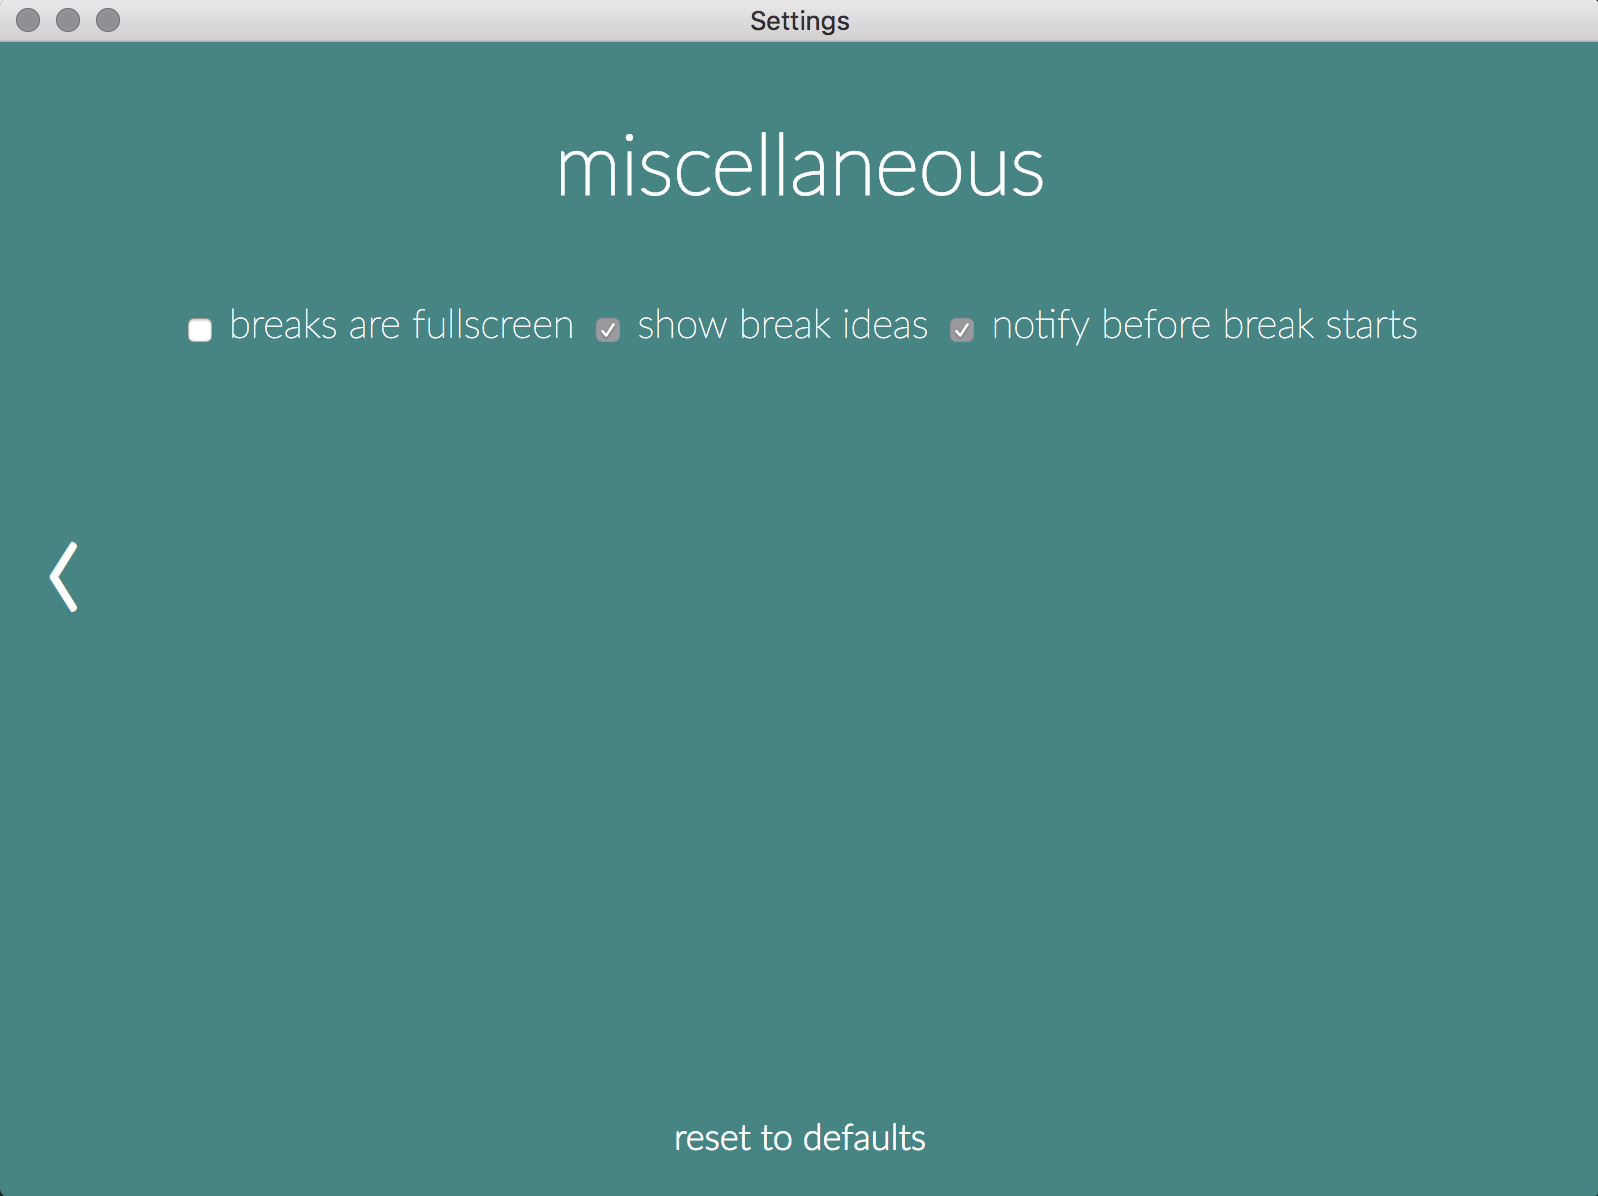 Settings
miscellaneous
breaks are fullscreen show break ideas notify before break starts
reset to defaults